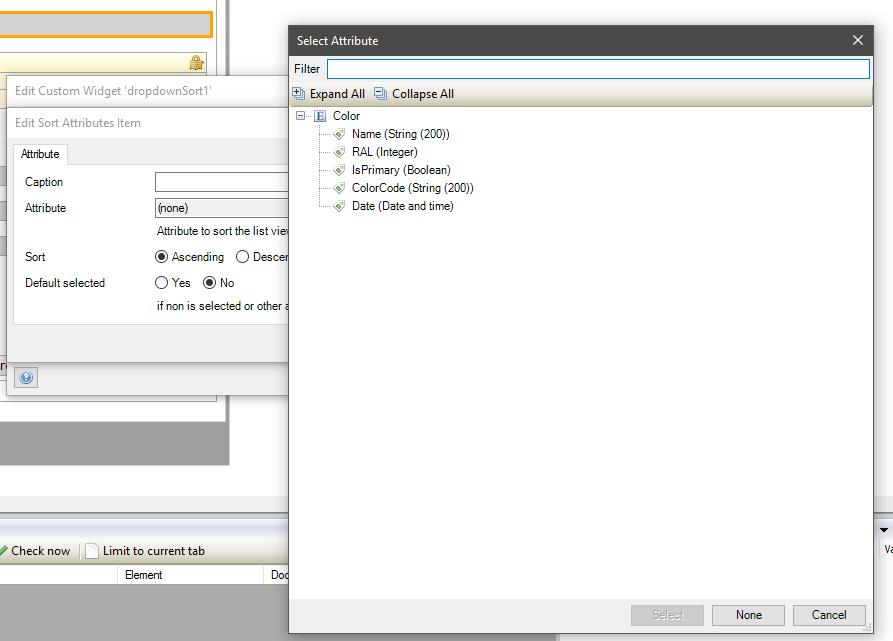 Edit Custom Widget 'dropdownSort1'
Edit Sort Attributes Item
Attribute
Caption
Attribute
(none)
Attribute to sort the list vie
Sort
Ascending
Descen
Default selected
Yes
No
if non is selected or other a
Check now
Limit to current tab
Element
Doc
Select Attribute
Filter
Expand All
Collapse All
E Color
Name (String (200))
RAL (Integer)
IsPrimary (Boolean)
ColorCode (String (200))
Date (Date and time)
Select
None
Cancel